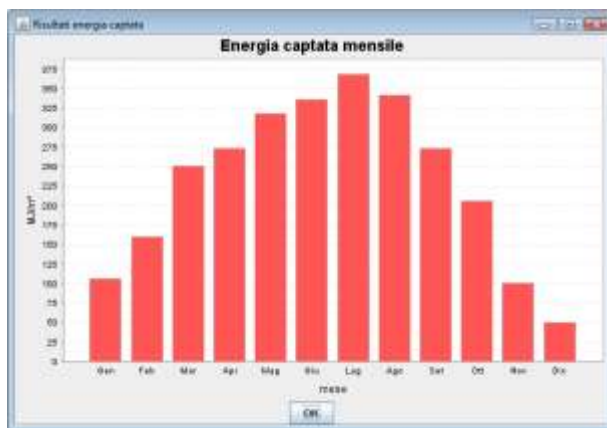 Risultati energia captata
Energia captata mensile
375
350
325
300
275
250
225
200
175
150
125
100
75
50
25
0
MJ/m²
Gen Feb Mar Apr Mag Giu Lug Ago Set Ott Nov Dic
mese
OK